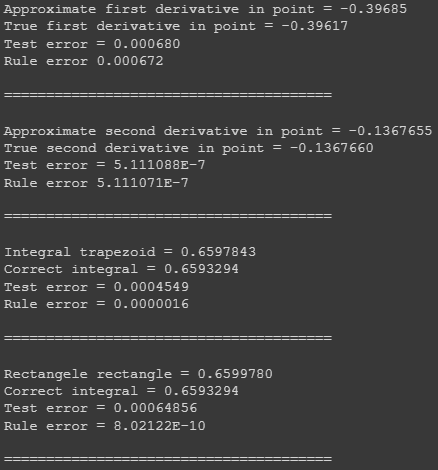 Approximate first derivative in point = -0.39685
True first derivative in point = -0.39617
Test error = 0.000680
Rule error 0.000672
=======================================
Approximate second derivative in point = -0.1367655
True second derivative in point = -0.1367660
Test error = 5.111088E-7
Rule error 5.111071E-7
=======================================
Integral trapezoid = 0.6597843
Correct integral = 0.6593294
Test error = 0.0004549
Rule error = 0.0000016
=======================================
Rectangele rectangle = 0.6599780
Correct integral = 0.6593294
Test error = 0.00064856
Rule error = 8.02122E-10
=======================================